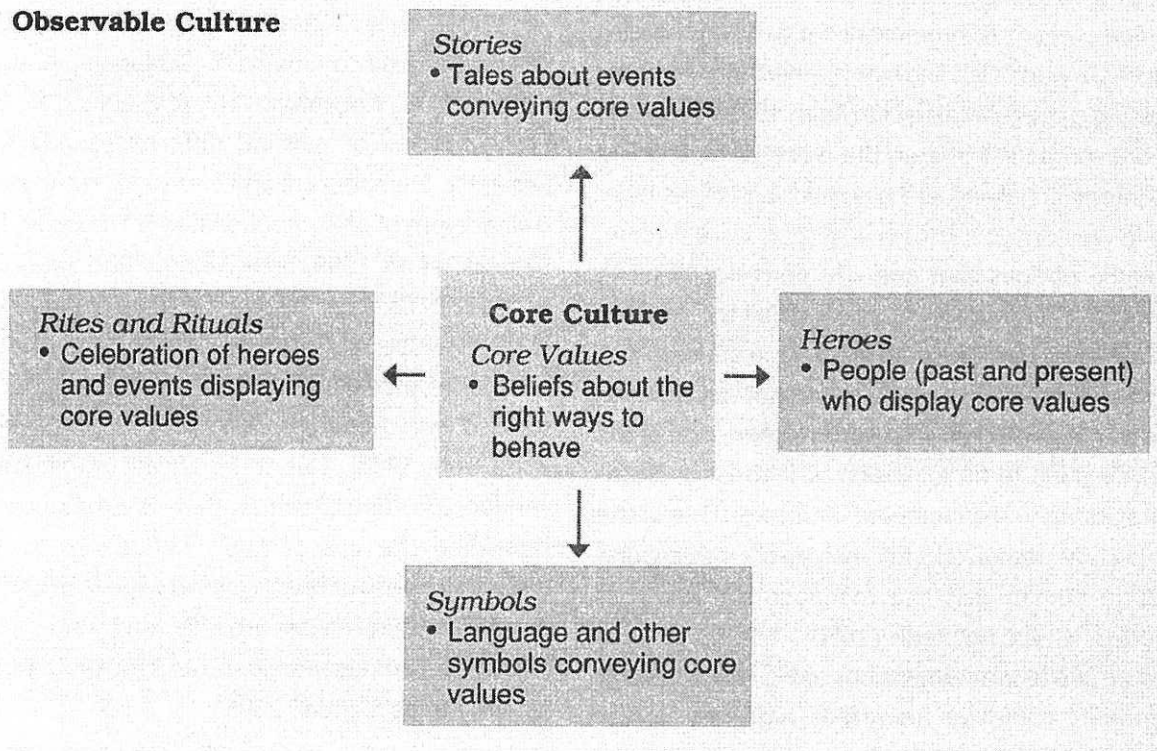 Observable Culture
Stories
• Tales about events
conveying core values
Rites and Rituals
• Celebration of heroes
and events displaying
core values
Core Culture
Core Values
• Beliefs about the
right ways to
behave
Heroes
• People (past and present)
who display core values
Symbols
• Language and other
symbols conveying core
values